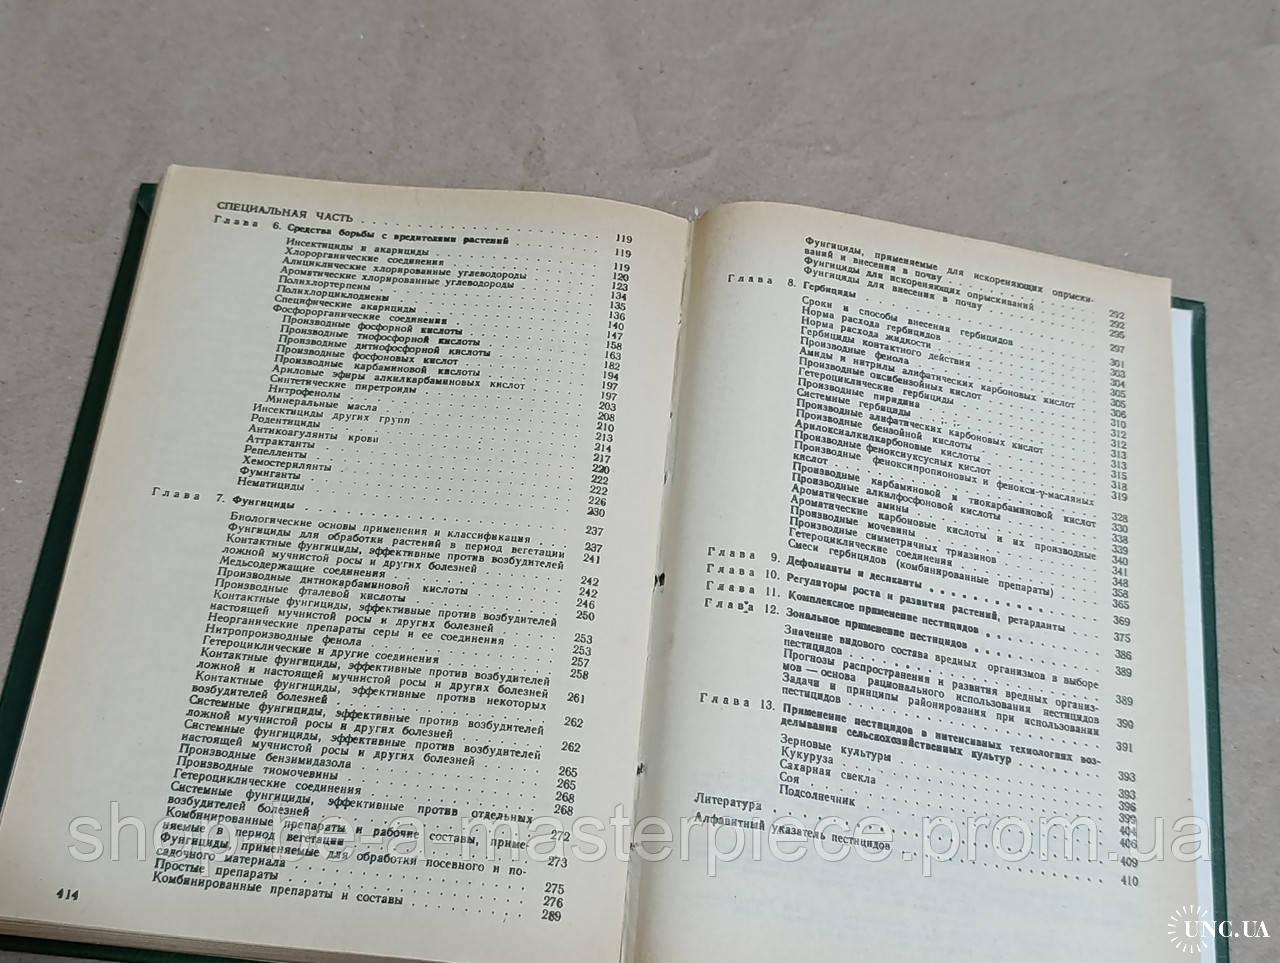 СПЕЦИАЛЬНАЯ ЧАСТЬ . . . 119
Глава 6. Средства борьбы с вредителями растений . . . 119
Инсектициды и акарициды . . . 119
Хлорорганические соединения . . . 120
Алициклические хлорированные углеводороды . . . 123
Ароматические хлорированные углеводороды . . . 134
Полихлортерпены . . . 135
Полихлорциклодиены . . . 136
Специфические акарициды . . . 140
Фосфорорганические соединения . . . 147
Производные фосфорной кислоты . . . 158
Производные тиофосфорной кислоты . . . 163
Производные дитиофосфорной кислоты . . . 182
Производные фосфоновых кислот . . . 194
Производные карбаминовой кислоты . . . 197
Ариловые эфиры алкилкарбаминовых кислот . . . 197
Синтетические пиретроиды . . . 203
Нитрофенолы . . . 208
Минеральные масла . . . 210
Инсектициды других групп . . . 213
Родентициды . . . 214
Антикоагулянты крови . . . 217
Аттрактанты . . . 220
Репелленты . . . 222
Хемостерилянты . . . 222
Фумиганты . . . 226
Нематициды . . . 230
Глава 7. Фунгициды . . . 237
Биологические основы применения и классификация . . . 237
Фунгициды для обработки растений в период вегетации . . . 241
Контактные фунгициды, эффективные против возбудителей
ложной мучнистой росы и других болезней . . . 242
Медьсодержащие соединения . . . 242
Производные дитиокарбаминовой кислоты . . . 246
Производные фталевой кислоты . . . 250
Контактные фунгициды, эффективные против возбудителей
настоящей мучнистой росы и других болезней . . . 253
Неорганические препараты серы и ее соединения . . . 253
Нитропроизводные фенола . . . 257
Гетероциклические и другие соединения . . . 258
Контактные фунгициды, эффективные против возбудителей
ложной и настоящей мучнистой росы и других болезней . . . 261
Контактные фунгициды, эффективные против некоторых
возбудителей болезней . . . 262
Системные фунгициды, эффективные против возбудителей
ложной мучнистой росы и других болезней . . . 262
Системные фунгициды, эффективные против возбудителей
настоящей мучнистой росы и других болезней . . . 265
Производные бензимидазола . . . 265
Производные тиомочевины . . . 268
Гетероциклические соединения . . . 268
Системные фунгициды, эффективные против отдельных
возбудителей болезней . . . 272
Комбинированные препараты и рабочие составы, приме-
няемые в период вегетации . . . 273
Фунгициды, применяемые для обработки посевного и по-
садочного материала . . . 275
Простые препараты . . . 276
Комбинированные препараты и составы . . . 289
414
Фунгициды, применяемые для искореняющих опрыски-
ваний и внесения в почву . . . 292
Фунгициды для искореняющих опрыскиваний . . . 292
Фунгициды для внесения в почву . . . 295
Глава 8. Гербициды . . . 297
Сроки и способы внесения гербицидов . . . 301
Норма расхода гербицидов . . . 303
Норма расхода жидкости . . . 304
Гербициды контактного действия . . . 305
Производные фенола . . . 305
Амиды и нитрилы алифатических карбоновых кислот . . . 306
Производные оксибензойных кислот . . . 310
Гетероциклические гербициды . . . 312
Производные пиридина . . . 312
Системные гербициды . . . 313
Производные алифатических карбоновых кислот . . . 313
Производные бензойной кислоты . . . 315
Арилоксиалкилкарбоновые кислоты . . . 318
Производные феноксиуксусных кислот . . . 319
Производные феноксипропионовых и фенокси-γ-масляных
кислот . . . 328
Производные карбаминовой и тиокарбаминовой кислот . . . 330
Производные алкилфосфоновой кислоты . . . 338
Ароматические амины . . . 339
Ароматические карбоновые кислоты и их производные . . . 340
Производные мочевины . . . 341
Производные симметричных триазинов . . . 348
Гетероциклические соединения . . . 358
Смеси гербицидов (комбинированные препараты) . . . 365
Глава 9. Дефолианты и десиканты . . . 369
Глава 10. Регуляторы роста и развития растений, ретарданты . . . 375
Глава 11. Комплексное применение пестицидов . . . 386
Глава 12. Зональное применение пестицидов . . . 389
Значение видового состава вредных организмов в выборе
пестицидов . . . 389
Прогнозы распространения и развития вредных организ-
мов — основа рационального использования пестицидов . . . 390
Задачи и принципы районирования при использовании
пестицидов . . . 391
Глава 13. Применение пестицидов в интенсивных технологиях воз-
делывания сельскохозяйственных культур . . . 393
Зерновые культуры . . . 393
Кукуруза . . . 396
Сахарная свекла . . . 399
Соя . . . 404
Подсолнечник . . . 406
Литература . . . 409
Алфавитный указатель пестицидов . . . 410
shop-be-a-masterpiece.prom.ua
UNC.UA